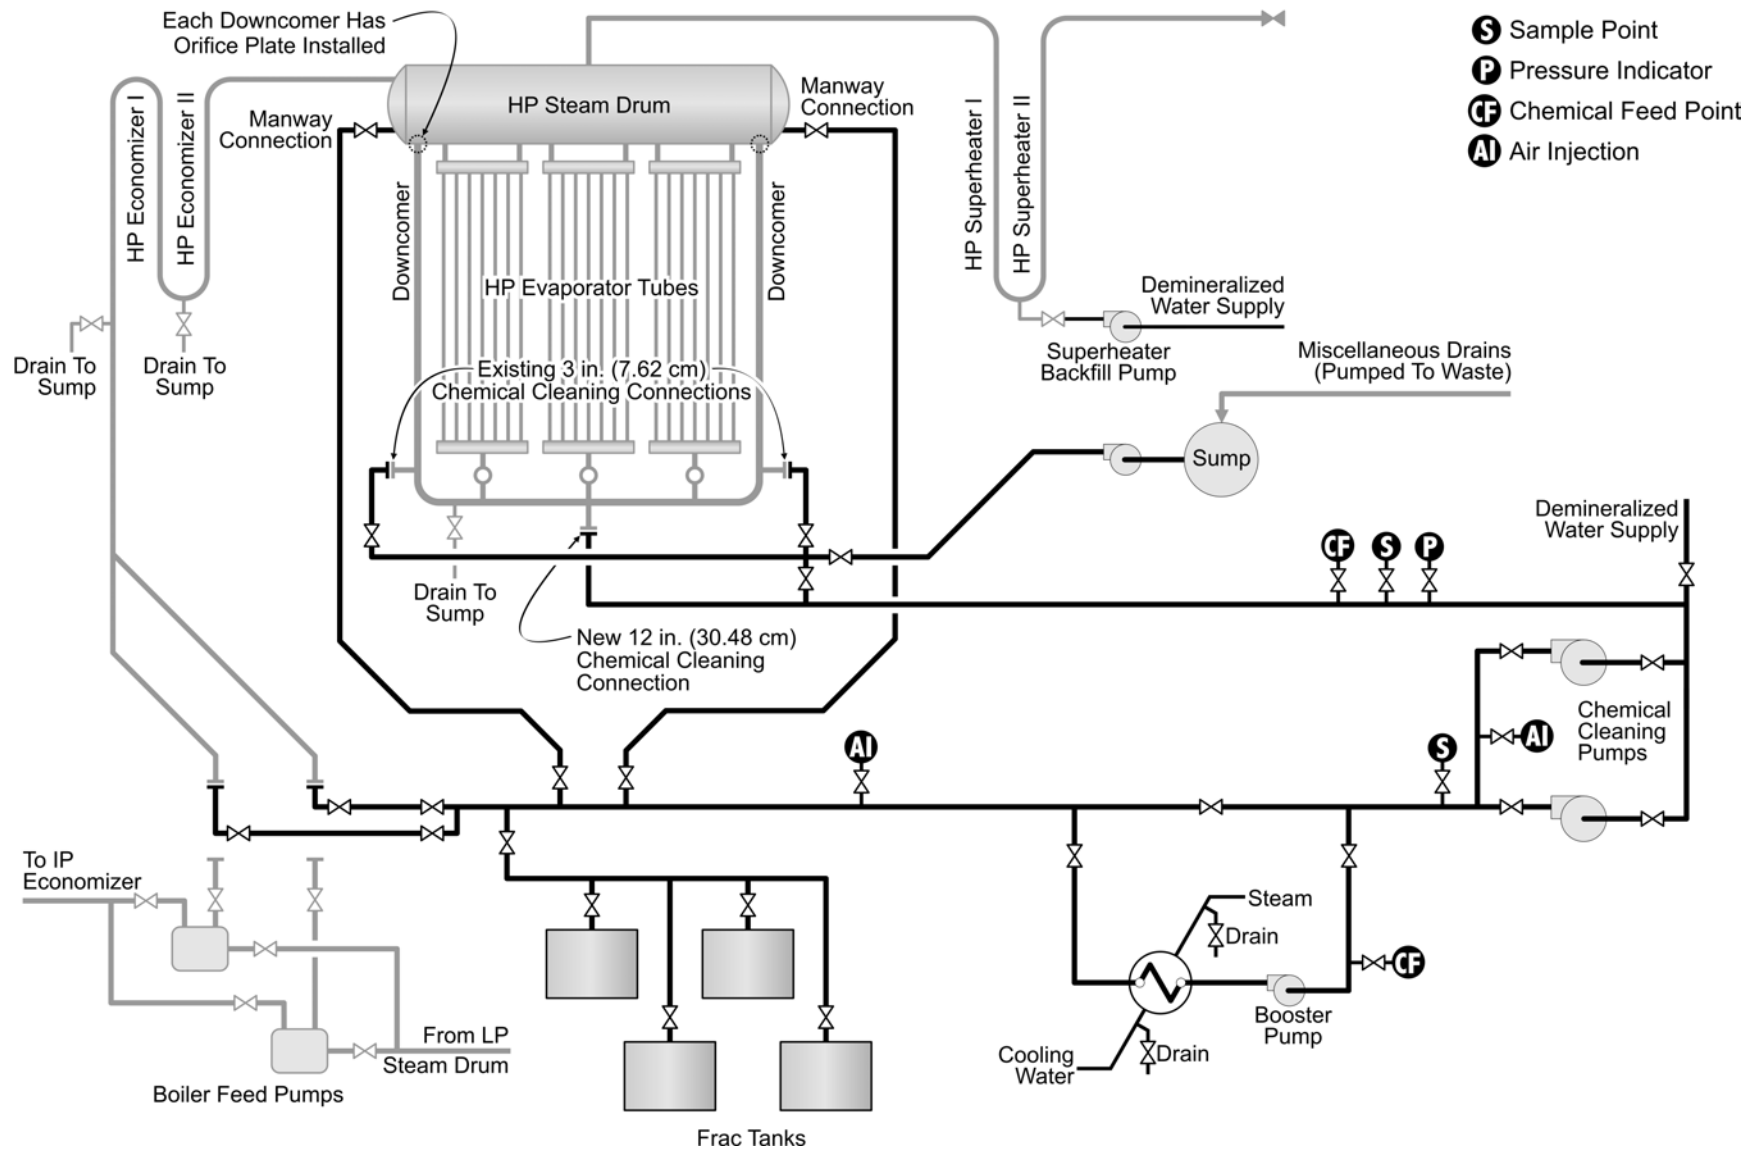 Each Downcomer Has
Orifice Plate Installed
S Sample Point
P Pressure Indicator
CF Chemical Feed Point
AI Air Injection
HP Economizer I
HP Economizer II
Manway
Connection
HP Steam Drum
Manway
Connection
Downcomer
Downcomer
HP Superheater I
HP Superheater II
HP Evaporator Tubes
Demineralized
Water Supply
Superheater
Backfill Pump
Drain To
Sump
Drain To
Sump
Existing 3 in. (7.62 cm)
Chemical Cleaning Connections
Miscellaneous Drains
(Pumped To Waste)
Sump
Demineralized
Water Supply
CF
S
P
Drain To
Sump
New 12 in. (30.48 cm)
Chemical Cleaning
Connection
Chemical
Cleaning
Pumps
AI
S
AI
To IP
Economizer
From LP
Steam Drum
Boiler Feed Pumps
Frac Tanks
Steam
Drain
CF
Booster
Pump
Cooling
Water
Drain